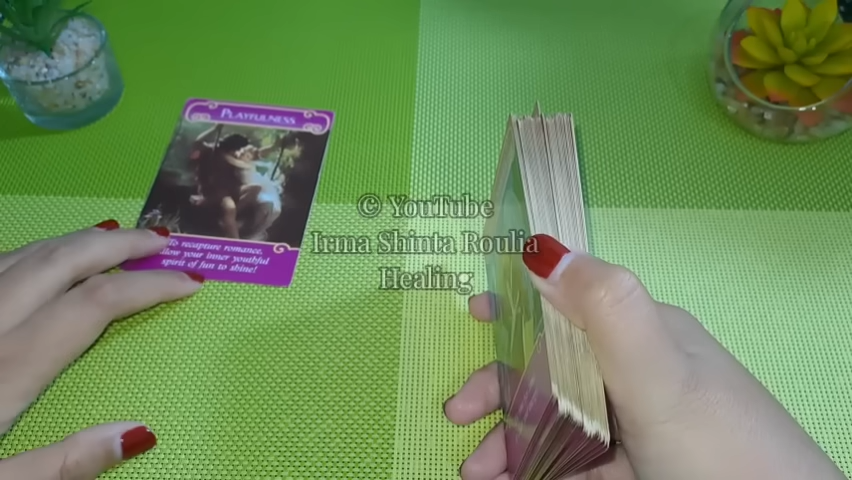 PLAYFULNESS
To recapture romance,
allow your inner youthful
spirit of fun to shine!
© YouTube
Irma Shinta Roulia
Healing